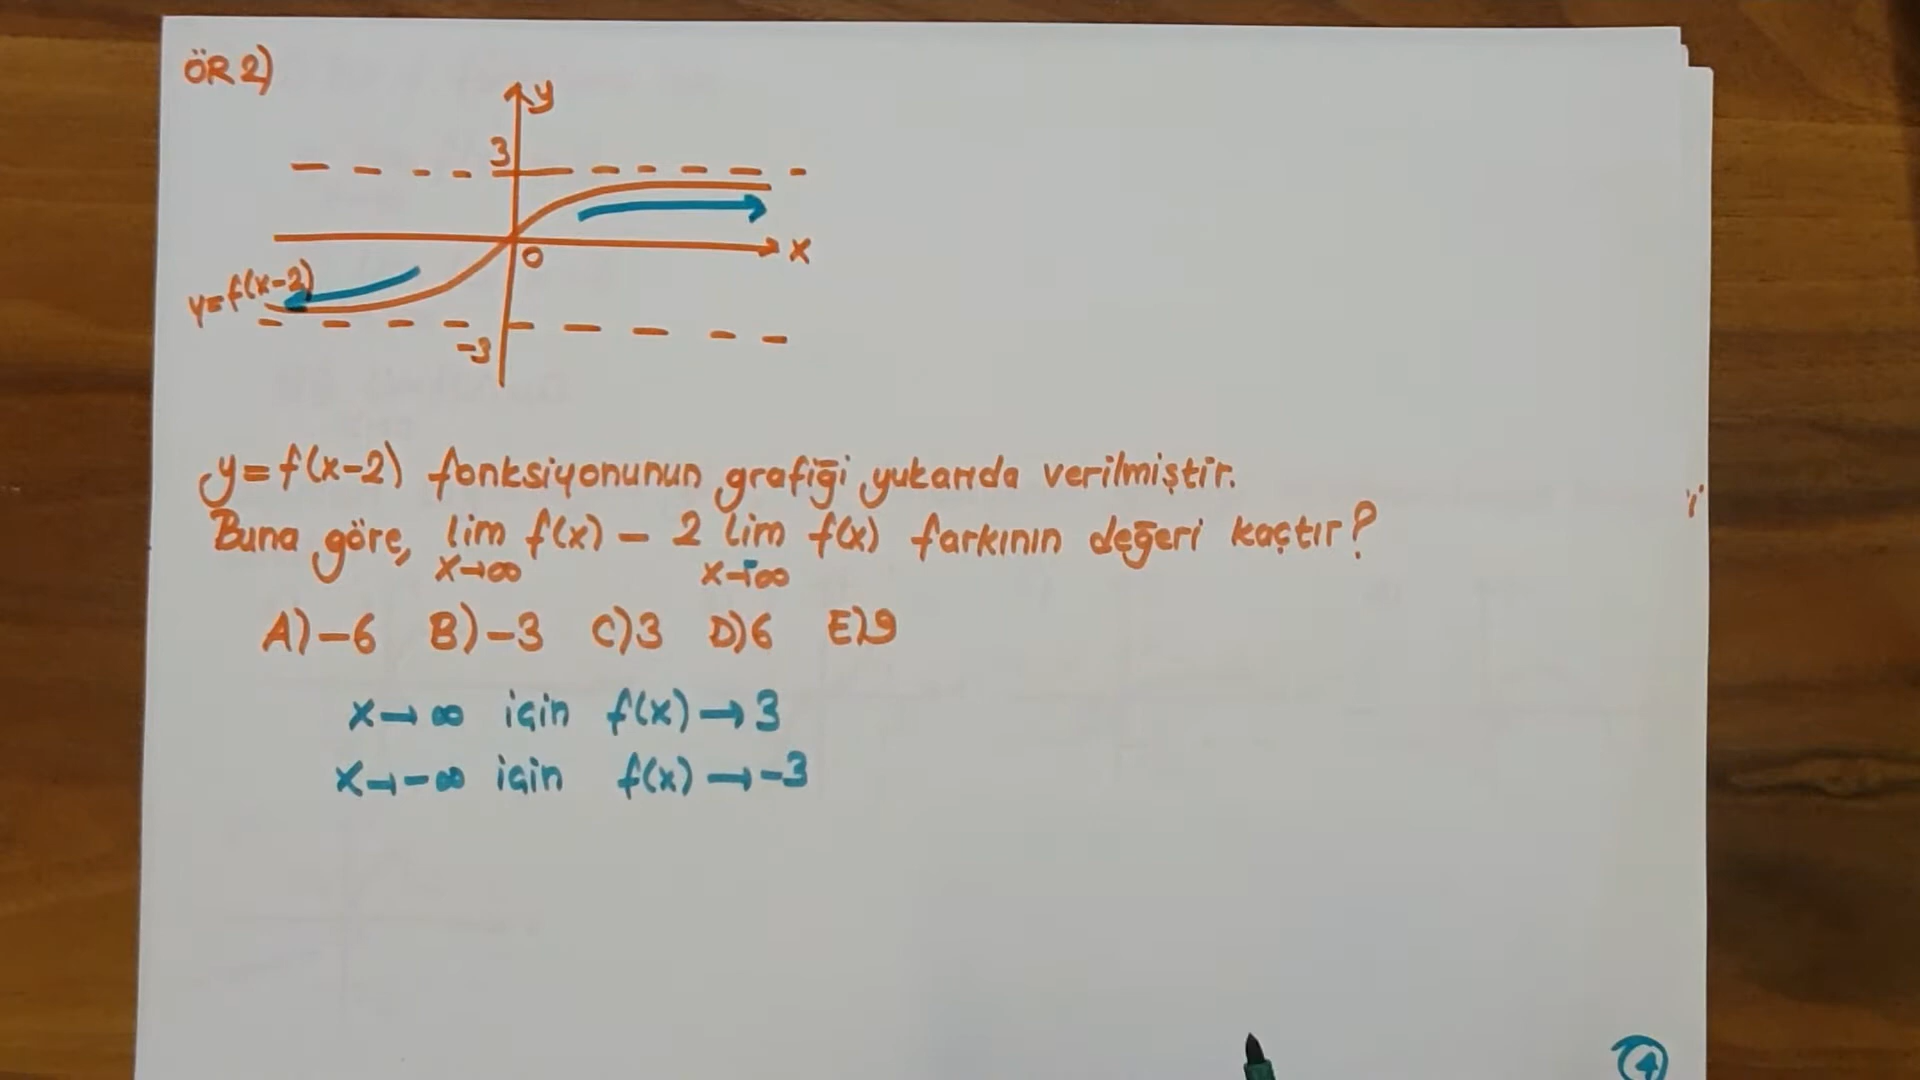 ÖR 2)
y
3
0
x
y=f(x-2)
-3
y=f(x-2) fonksiyonunun grafiği yukarıda verilmiştir.
Buna göre, lim f(x) - 2 lim f(x) farkının değeri kaçtır?
x→∞ x→-∞
A)-6 B)-3 C)3 D)6 E)9
x→∞ için f(x)→3
x→-∞ için f(x)→-3
4